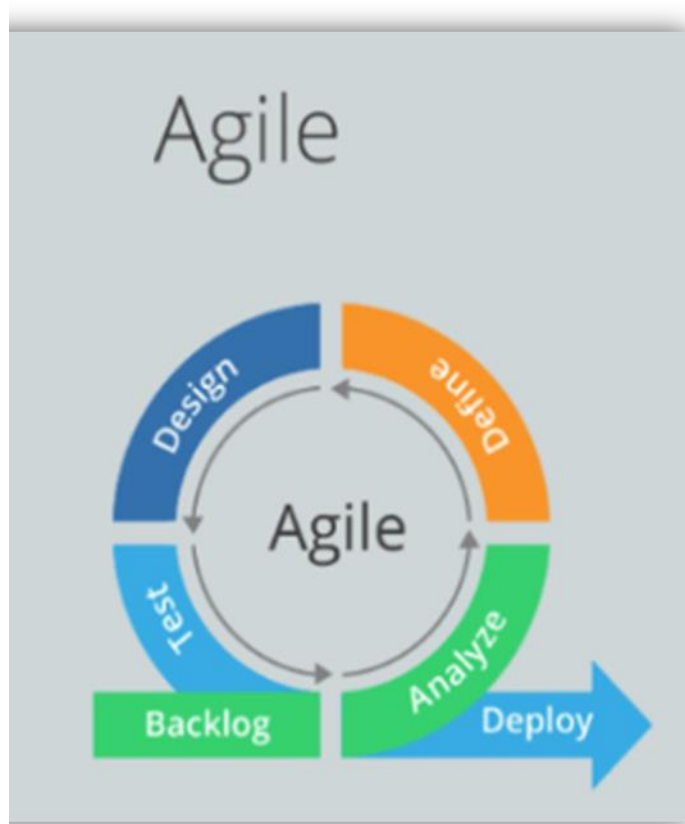 Agile
Design
Define
Agile
Test
Analyze
Backlog
Deploy